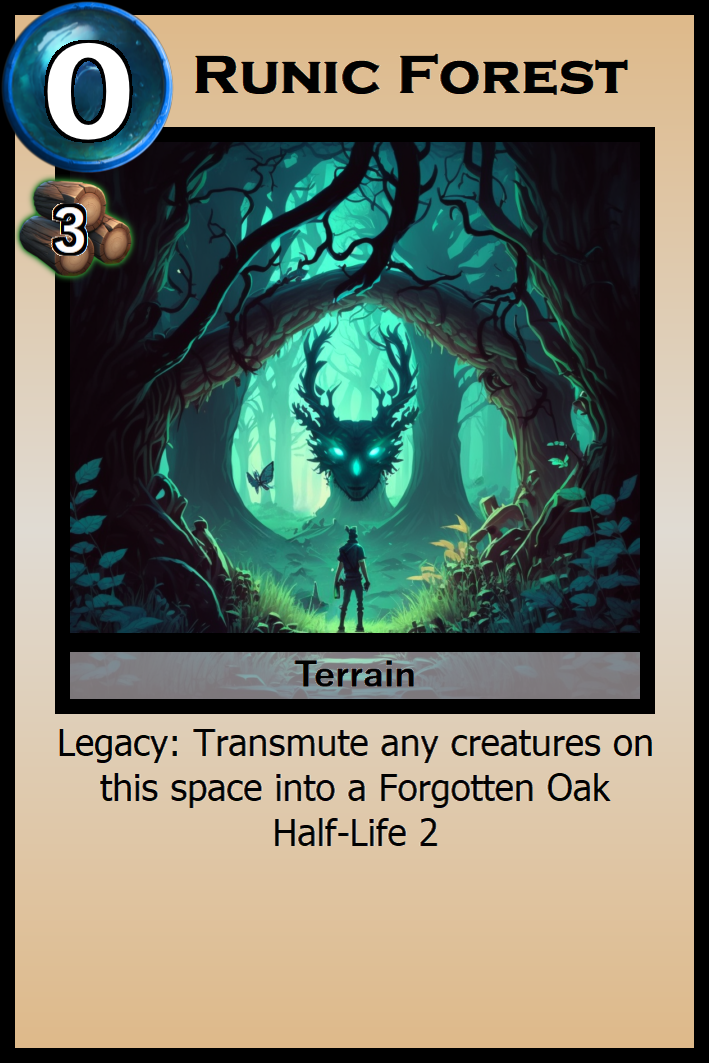 0
Runic Forest
3
Terrain
Legacy: Transmute any creatures on
this space into a Forgotten Oak
Half-Life 2